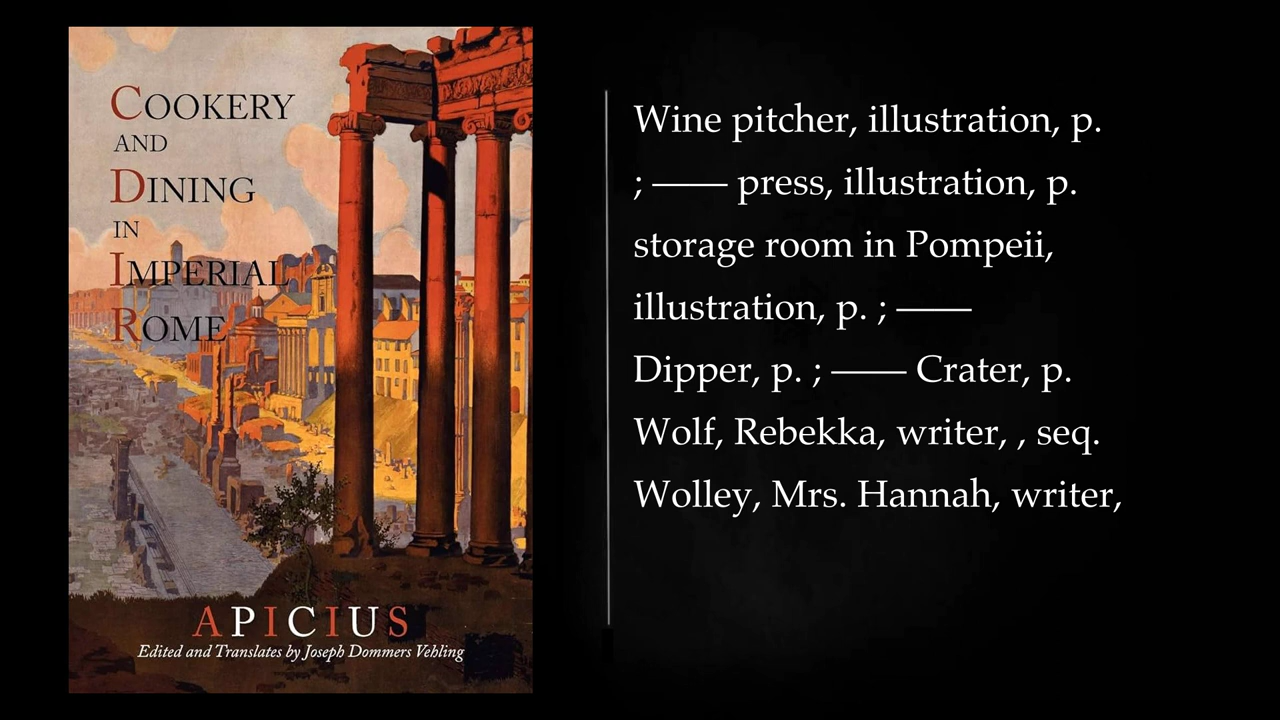 COOKERY
AND
DINING
IN
IMPERIAL
ROME
APICIUS
Edited and Translates by Joseph Dommers Vehling
Wine pitcher, illustration, p.
; —— press, illustration, p.
storage room in Pompeii,
illustration, p. ; ——
Dipper, p. ; —— Crater, p.
Wolf, Rebekka, writer, , seq.
Wolley, Mrs. Hannah, writer,